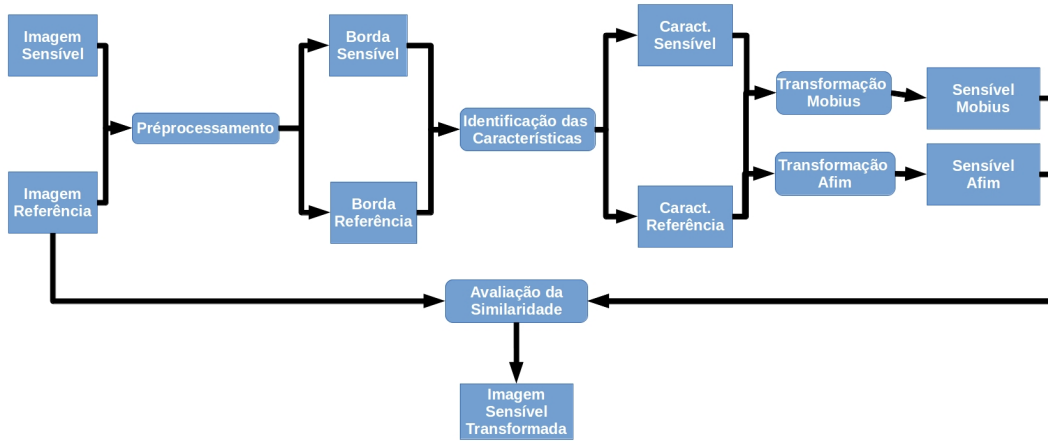 Imagem
Sensível
Imagem
Referência
Préprocessamento
Borda
Sensível
Borda
Referência
Identificação das
Características
Caract.
Sensível
Caract.
Referência
Transformação
Mobius
Transformação
Afim
Sensível
Mobius
Sensível
Afim
Avaliação da
Similaridade
Imagem
Sensível
Transformada